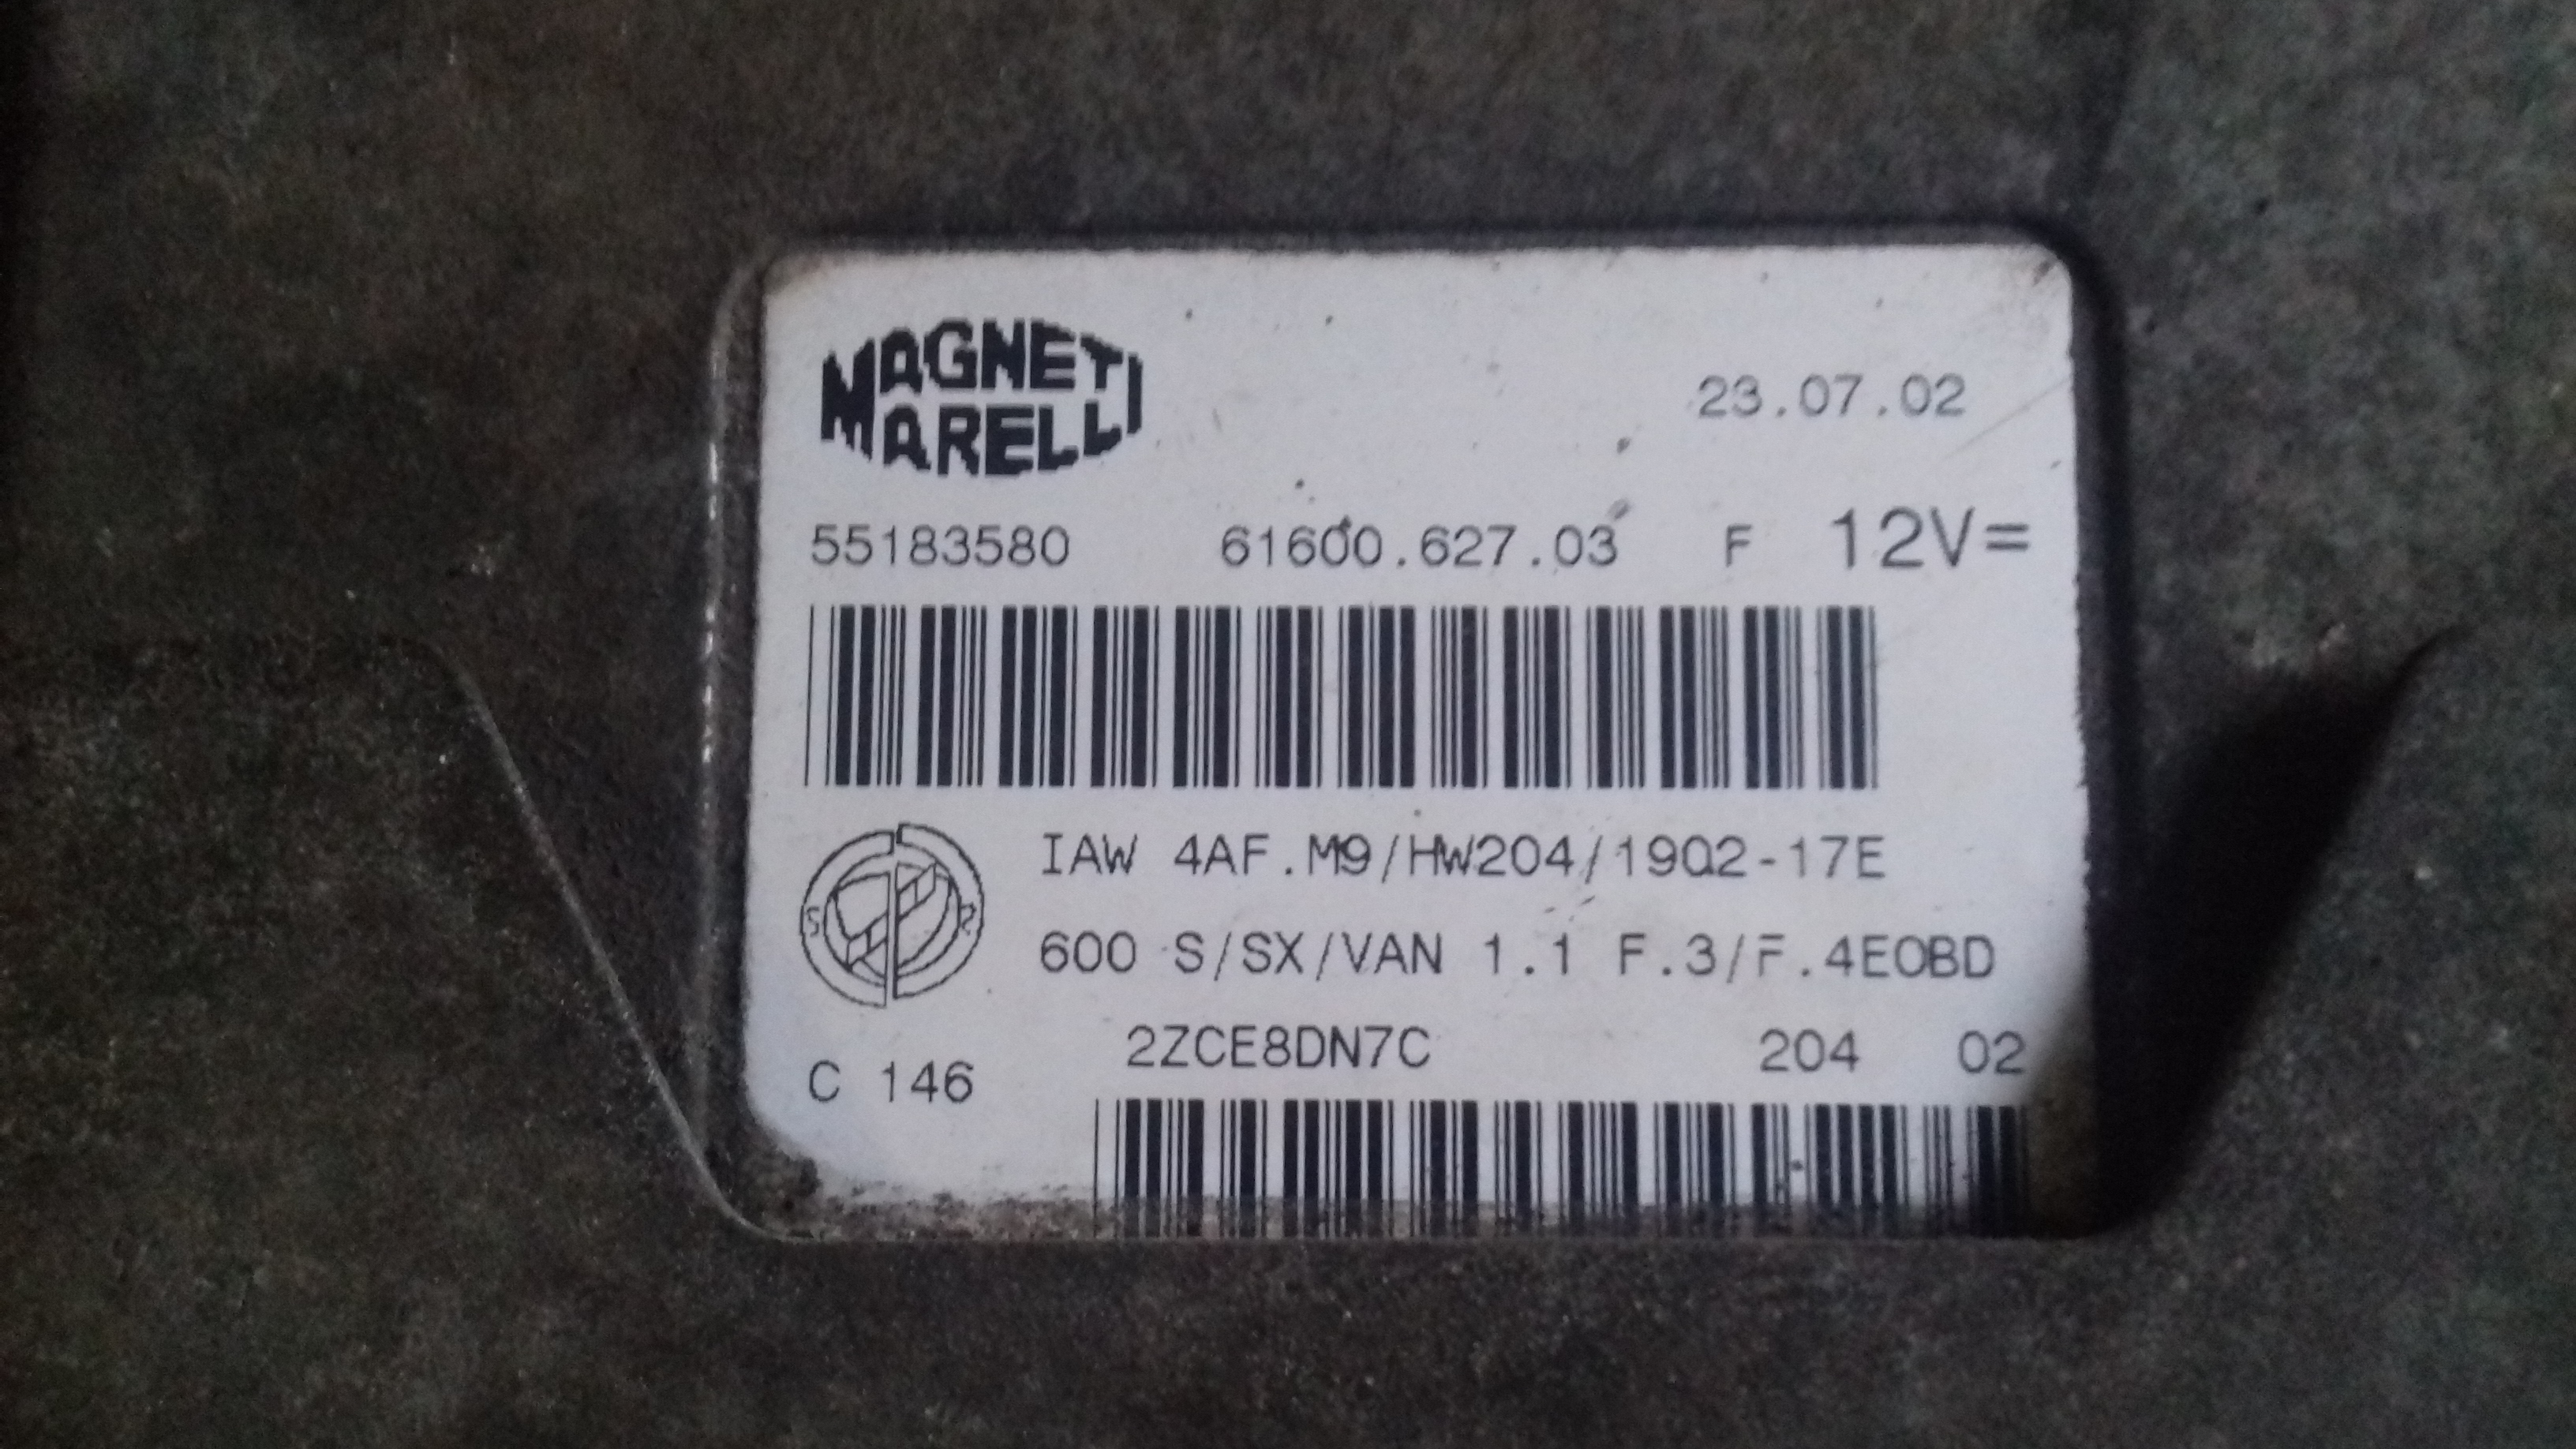 MAGNETI
MARELLI
23.07.02
55183580 61600.627.03 F 12V=
IAW 4AF.M9/HW204/19Q2-17E
600 S/SX/VAN 1.1 F.3/F.4EOBD
2ZCE8DN7C 204 02
C 146